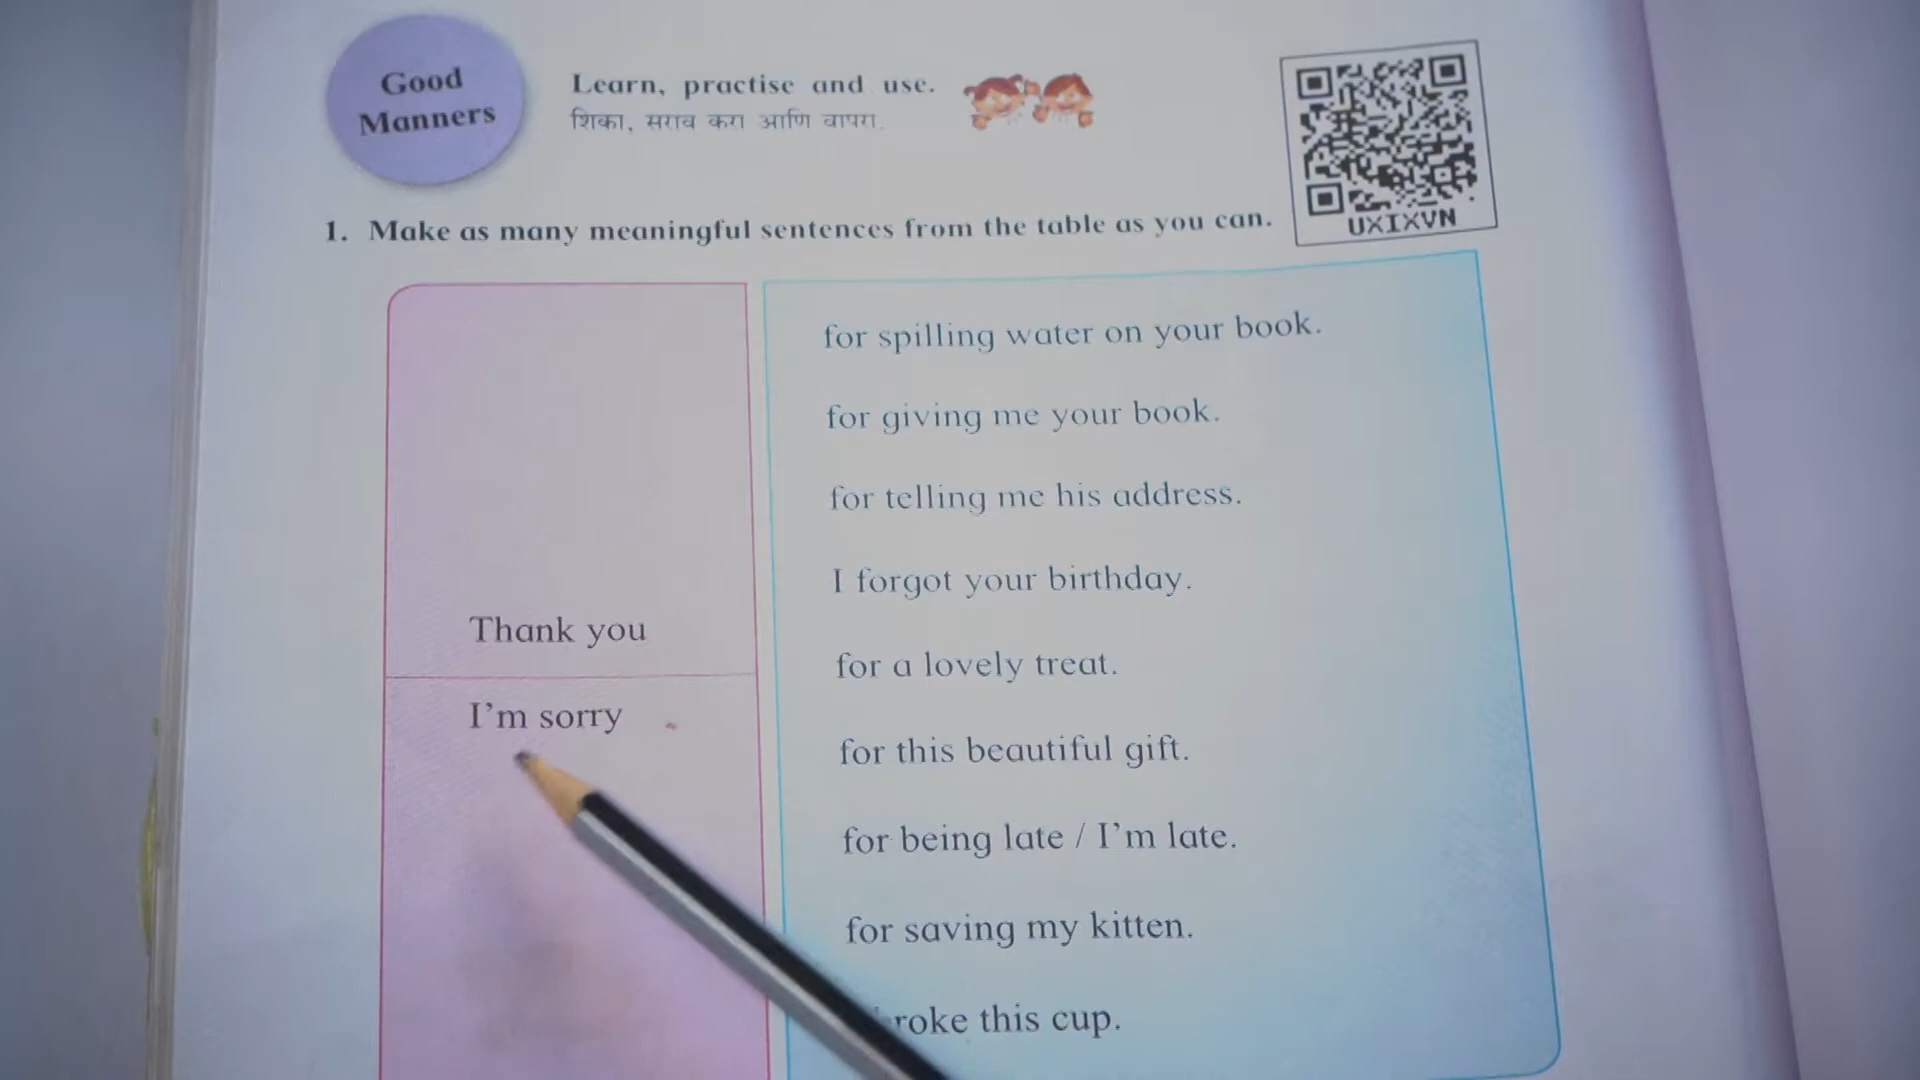 Good
Manners
Learn, practise and use.
शिका, सराव करा आणि वापरा.
UXIXVN
1. Make as many meaningful sentences from the table as you can.
Thank you
I'm sorry
for spilling water on your book.
for giving me your book.
for telling me his address.
I forgot your birthday.
for a lovely treat.
for this beautiful gift.
for being late / I'm late.
for saving my kitten.
this cup.